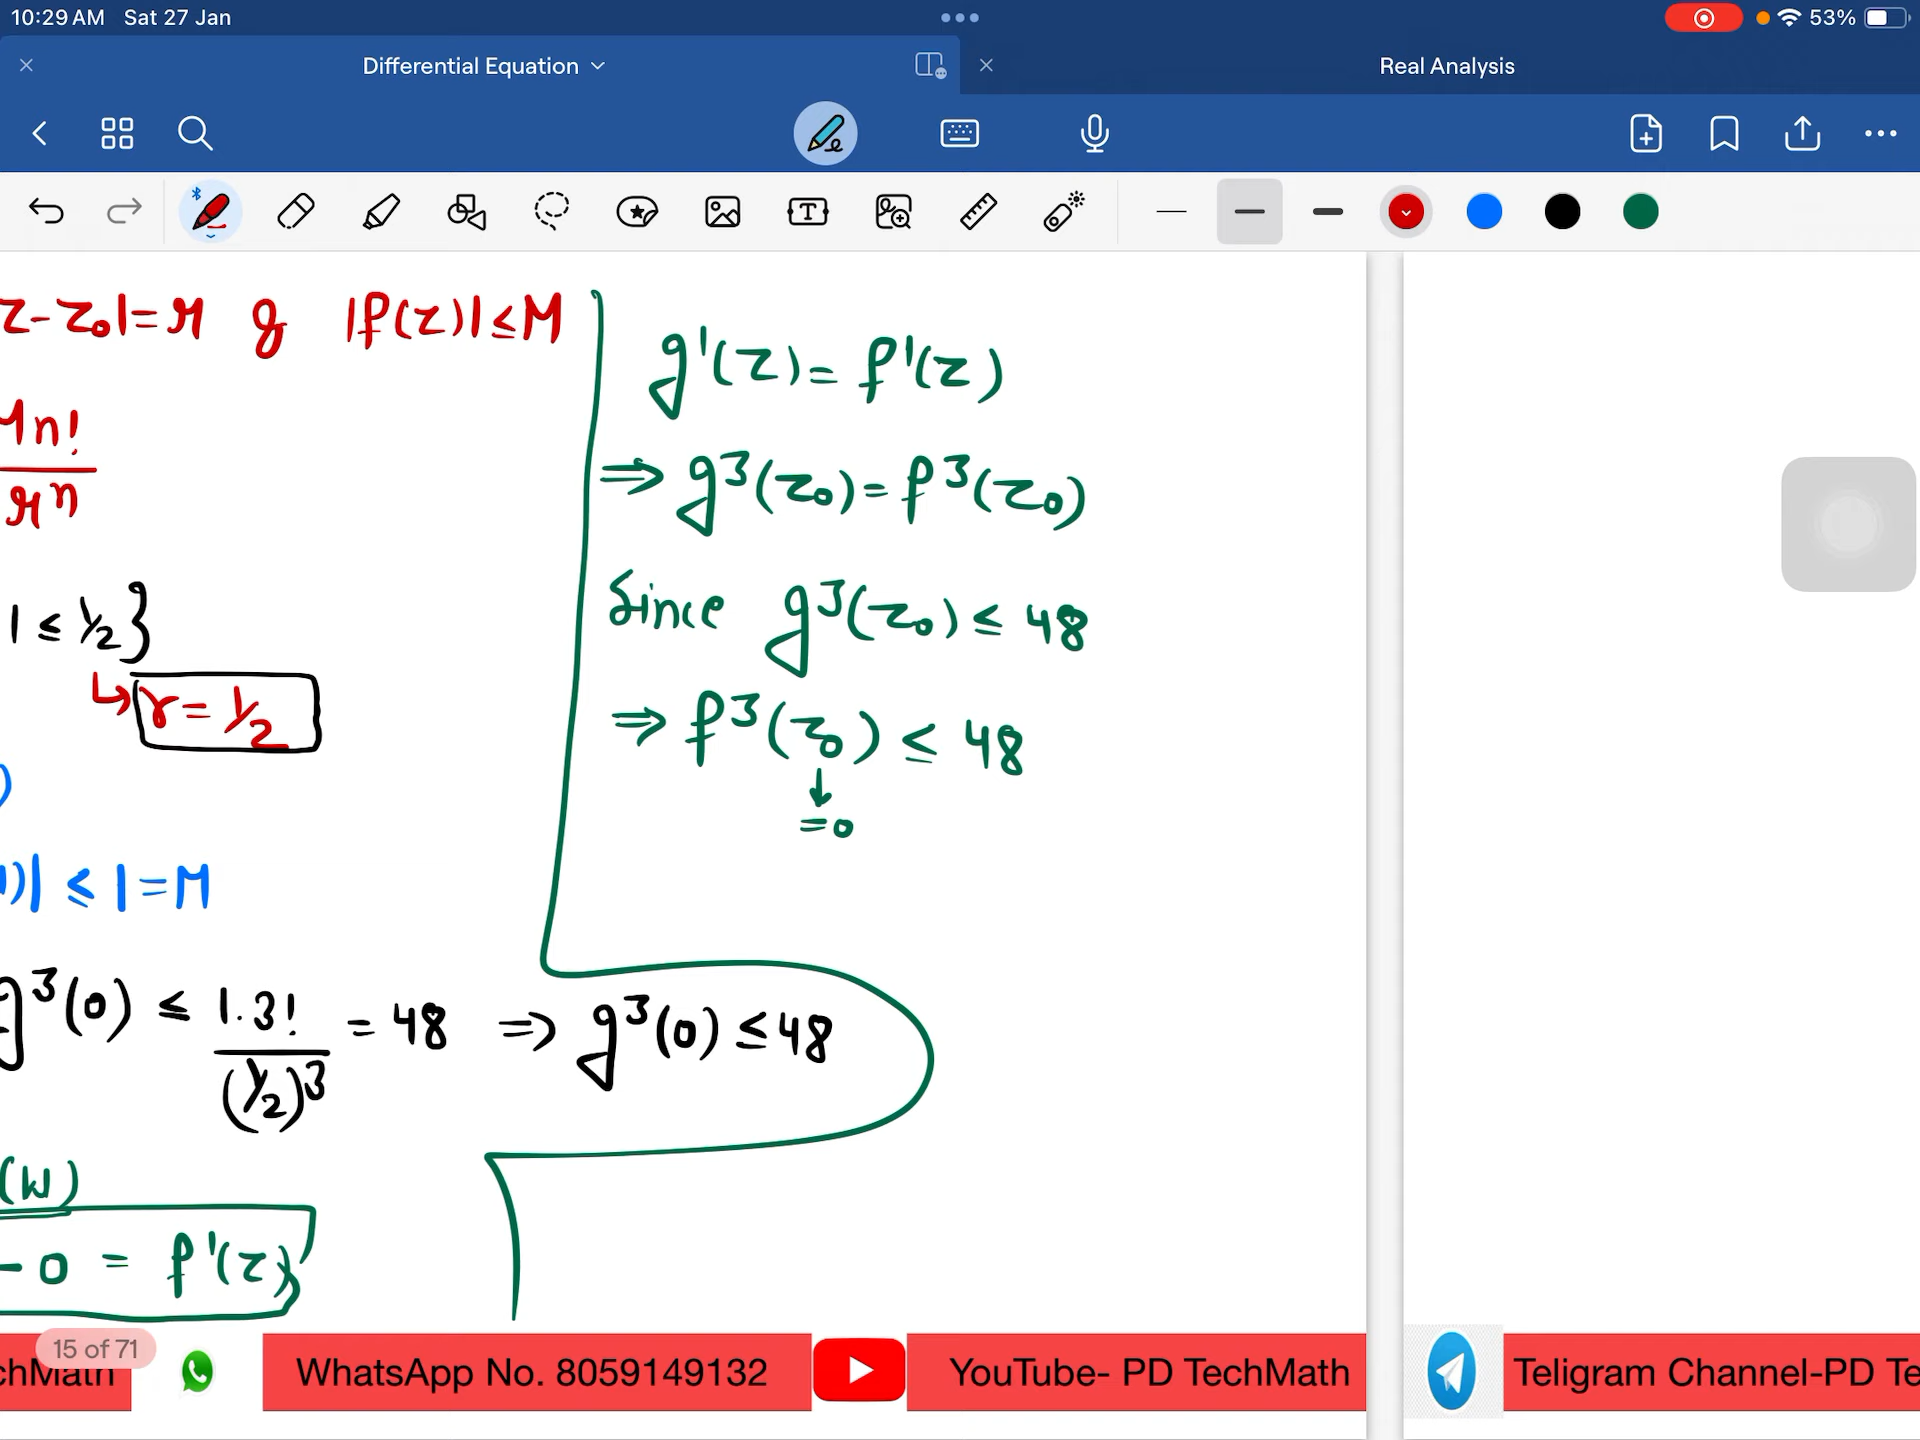 10:29 AM Sat 27 Jan
53%
Differential Equation
Real Analysis
z-z₀|=r & |f(z)|≤M
Mn!
rⁿ
| ≤ 1/2}
↳ r = 1/2
)
)| ≤ 1 = M
g³(0) ≤ 1.3!/(1/2)³ = 48 ⇒ g³(0) ≤ 48
(w)
- 0 = f'(z)
g'(z) = f'(z)
⇒ g³(z₀) = f³(z₀)
Since g³(z₀) ≤ 48
⇒ f³(z₀) ≤ 48
↓
=0
15 of 71
chMath
WhatsApp No. 8059149132
YouTube- PD TechMath
Teligram Channel-PD Te